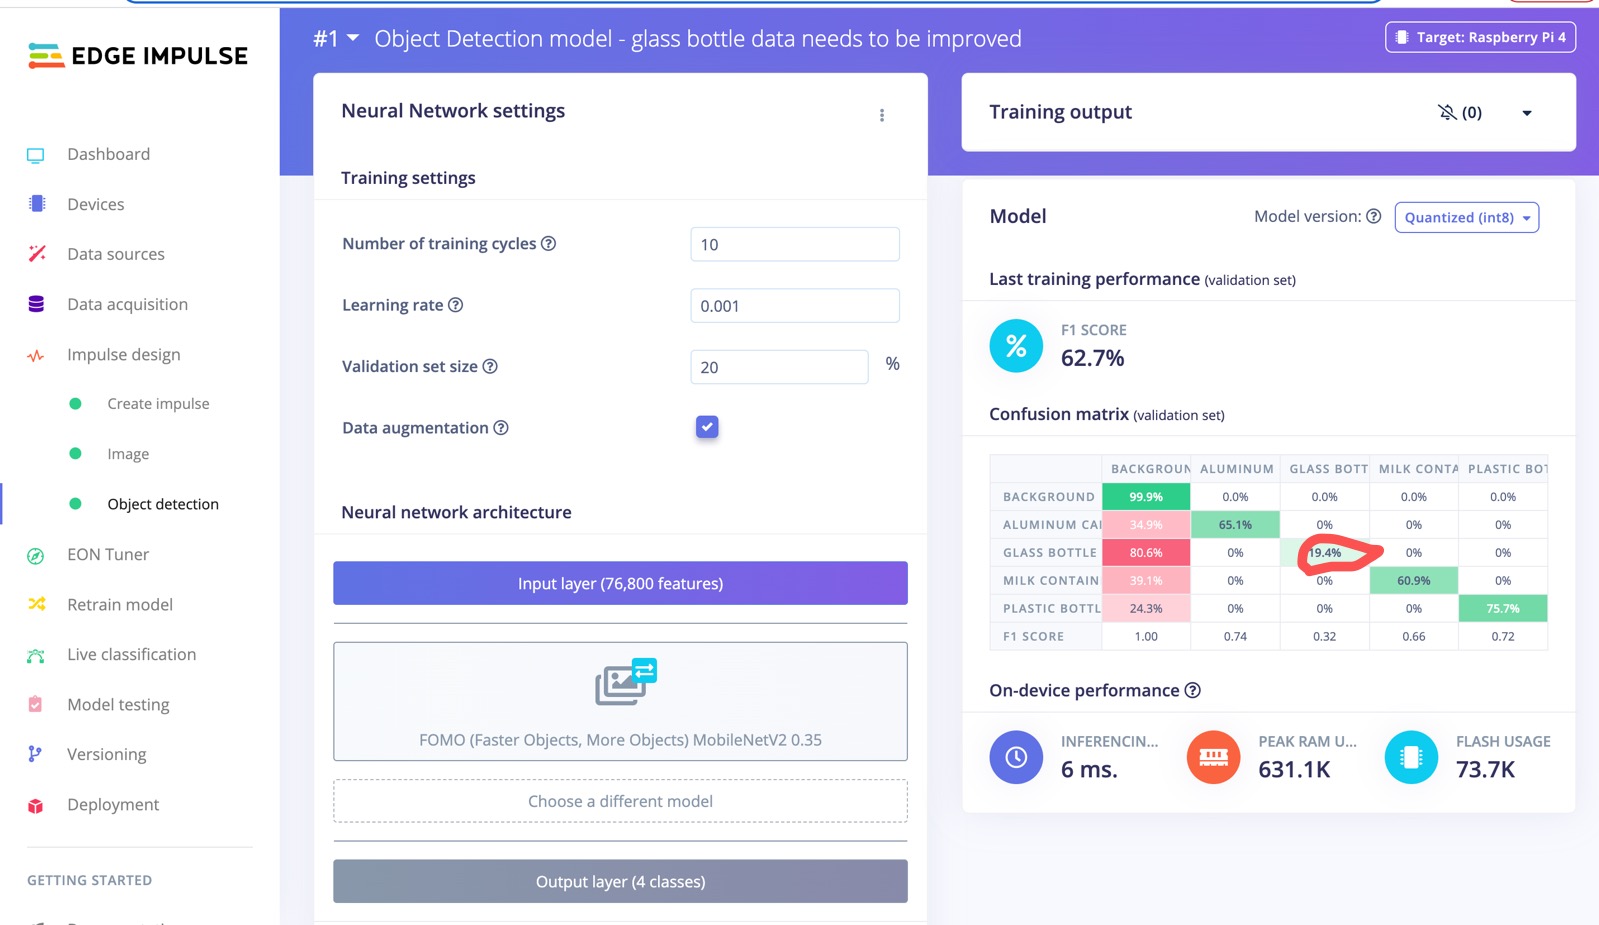 EDGE IMPULSE
#1 Object Detection model - glass bottle data needs to be improved
Target: Raspberry Pi 4
Dashboard
Devices
Data sources
Data acquisition
Impulse design
Create impulse
Image
Object detection
EON Tuner
Retrain model
Live classification
Model testing
Versioning
Deployment
GETTING STARTED
Neural Network settings
Training settings
Number of training cycles ?
10
Learning rate ?
0.001
Validation set size ?
20 %
Data augmentation ?
Neural network architecture
Input layer (76,800 features)
FOMO (Faster Objects, More Objects) MobileNetV2 0.35
Choose a different model
Output layer (4 classes)
Training output
(0)
Model
Model version: ? Quantized (int8)
Last training performance (validation set)
%
F1 SCORE
62.7%
Confusion matrix (validation set)
BACKGROUN ALUMINUM GLASS BOTT MILK CONTA PLASTIC BOT
BACKGROUND 99.9% 0.0% 0.0% 0.0% 0.0%
ALUMINUM CAI 34.9% 65.1% 0% 0% 0%
GLASS BOTTLE 80.6% 0% 19.4% 0% 0%
MILK CONTAIN 39.1% 0% 0% 60.9% 0%
PLASTIC BOTTL 24.3% 0% 0% 0% 75.7%
F1 SCORE 1.00 0.74 0.32 0.66 0.72
On-device performance ?
INFERENCIN...
6 ms.
PEAK RAM U...
631.1K
FLASH USAGE
73.7K